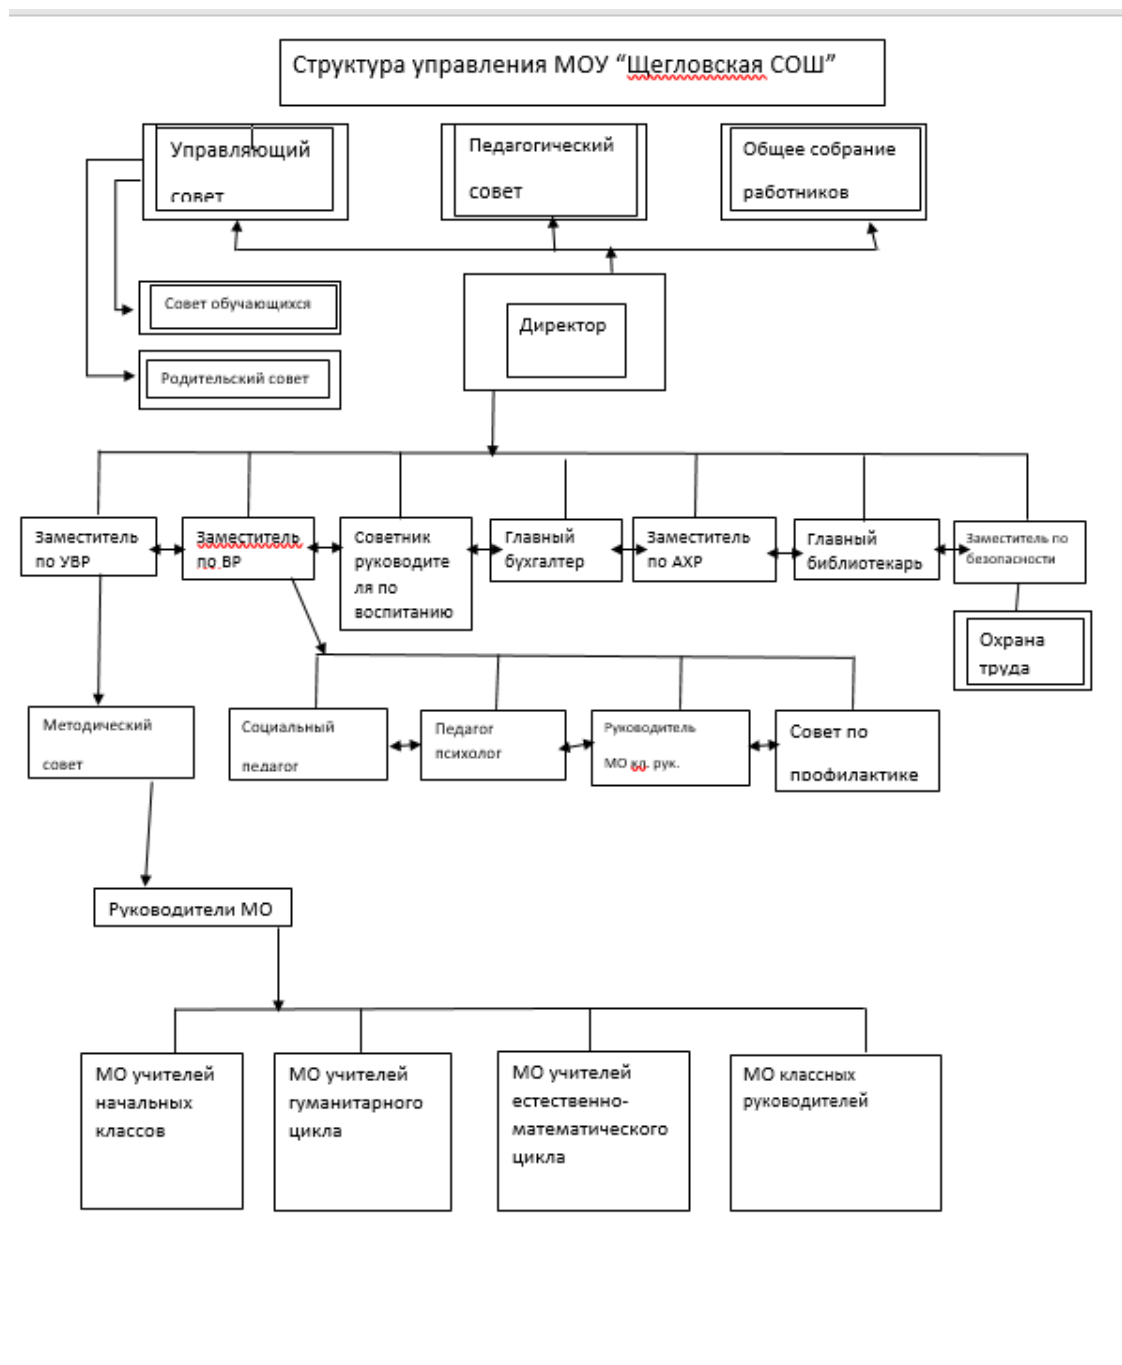 Структура управления МОУ “Щегловская СОШ”
Управляющий
совет
Педагогический
совет
Общее собрание
работников
Совет обучающихся
Родительский совет
Директор
Заместитель
по УВР
Заместитель
по ВР
Советник
руководите
ля по
воспитанию
Главный
бухгалтер
Заместитель
по АХР
Главный
библиотекарь
Заместитель по
безопасности
Охрана
труда
Методический
совет
Социальный
педагог
Педагог
психолог
Руководитель
МО кл. рук.
Совет по
профилактике
Руководители МО
МО учителей
начальных
классов
МО учителей
гуманитарного
цикла
МО учителей
естественно-
математического
цикла
МО классных
руководителей